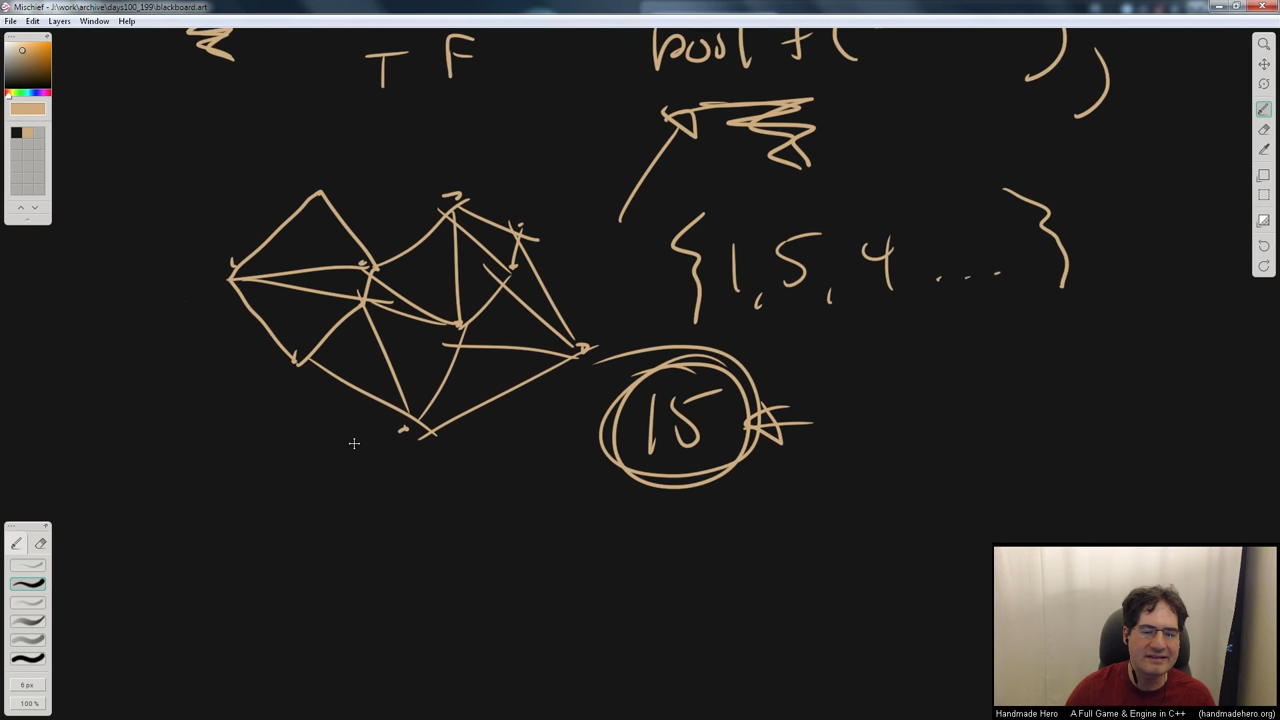 Mischief - J:\work\archive\days100_199\blackboard.art
File Edit Layers Window Help
T F bool f( ),
{1,5,4 ... }
15
6 px
100 %
Handmade Hero A Full Game & Engine in C++ (handmadehero.org)